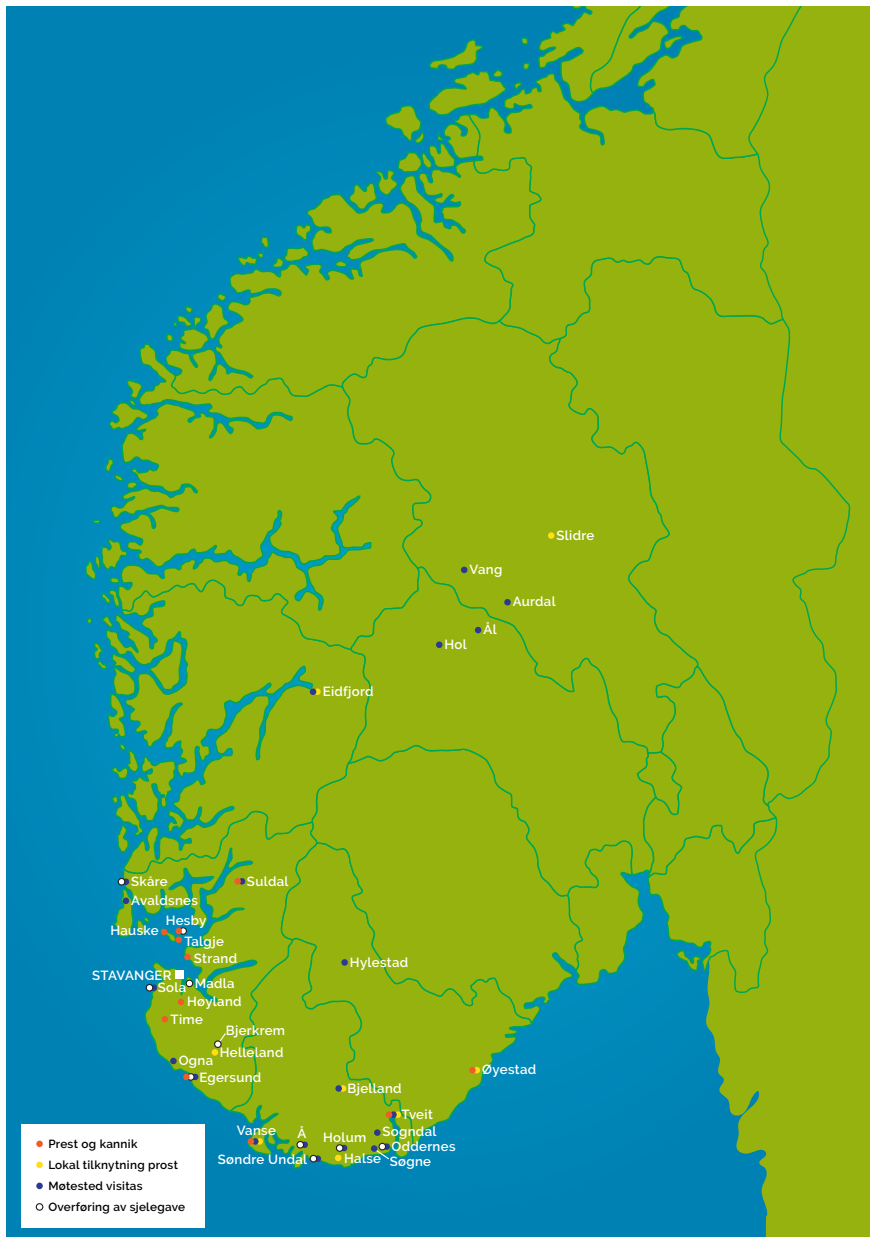 Slidre
Vang
Aurdal
Ål
Hol
Eidfjord
Skåre
Suldal
Avaldsnes
Hesby
Hauske
Talgje
Strand
Hylestad
STAVANGER
Madla
Sola
Høyland
Time
Bjerkrem
Helleland
Ogna
Egersund
Øyestad
Bjelland
Tveit
Vanse
Å
Holum
Sogndal
Oddernes
Søndre Undal
Halse
Søgne
Prest og kannik
Lokal tilknytning prost
Møtested visitas
Overføring av sjelegave